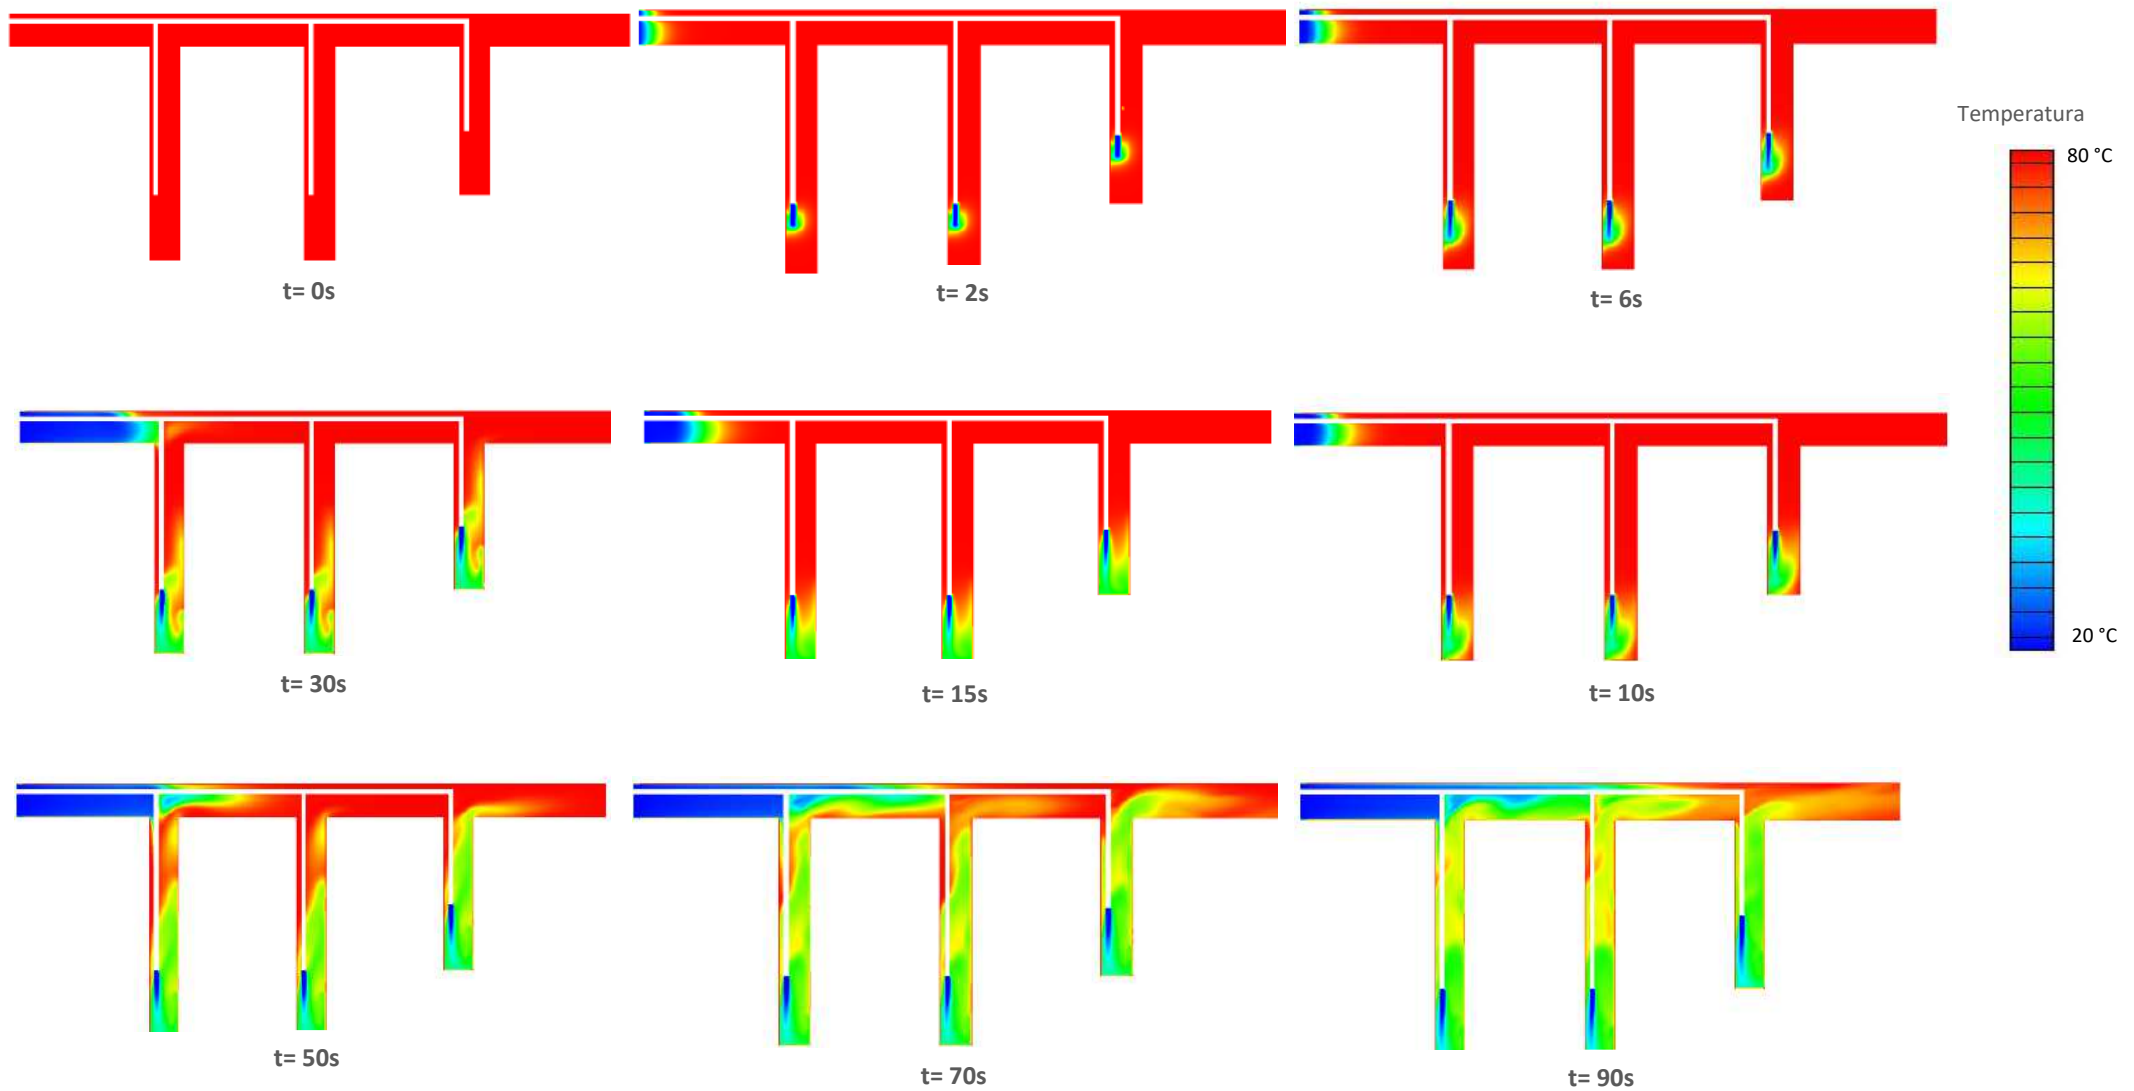 t= 0s
t= 2s
t= 6s
Temperatura
80 °C
20 °C
t= 30s
t= 15s
t= 10s
t= 50s
t= 70s
t= 90s